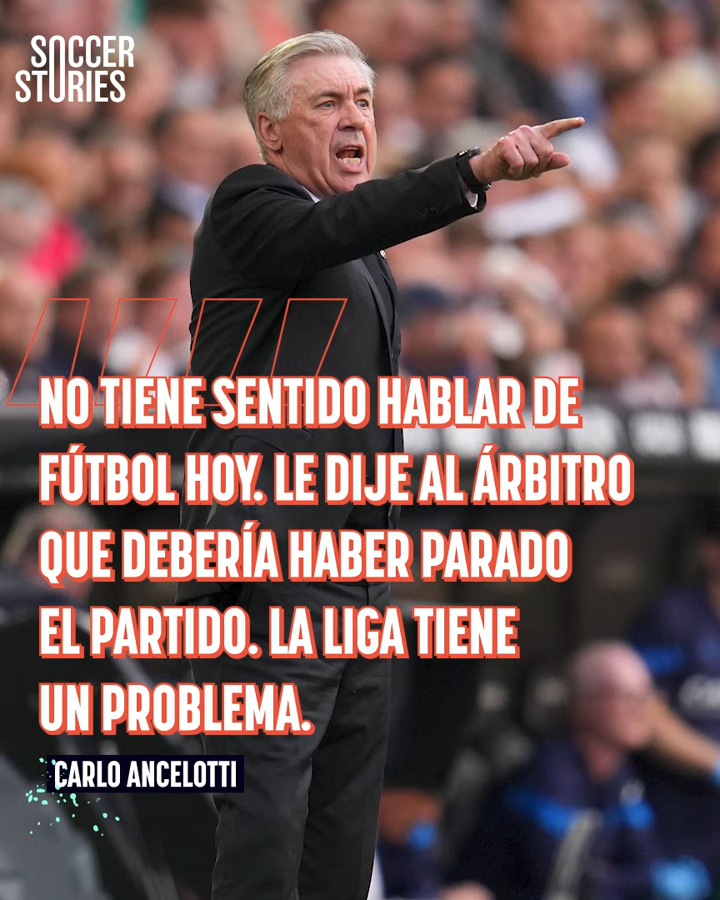 SOCCER
STORIES
NO TIENE SENTIDO HABLAR DE
FÚTBOL HOY. LE DIJE AL ÁRBITRO
QUE DEBERÍA HABER PARADO
EL PARTIDO. LA LIGA TIENE
UN PROBLEMA.
CARLO ANCELOTTI